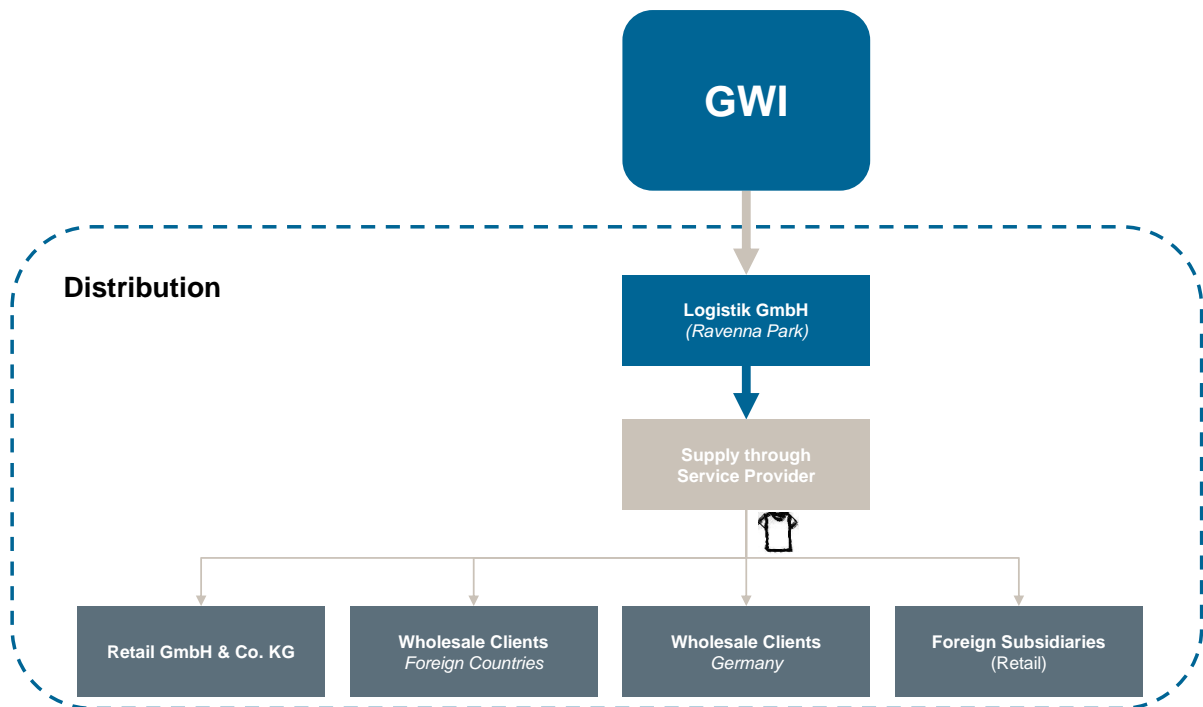 GWI
Distribution
Logistik GmbH
(Ravenna Park)
Supply through
Service Provider
Retail GmbH & Co. KG
Wholesale Clients
Foreign Countries
Wholesale Clients
Germany
Foreign Subsidiaries
(Retail)